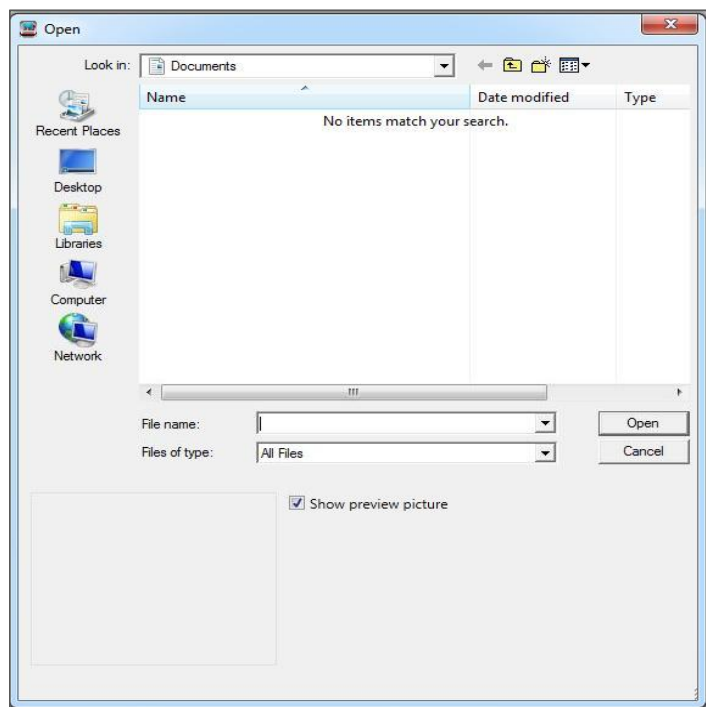 Open
Look in: Documents
Name Date modified Type
No items match your search.
Recent Places
Desktop
Libraries
Computer
Network
File name: Open
Files of type: All Files Cancel
Show preview picture